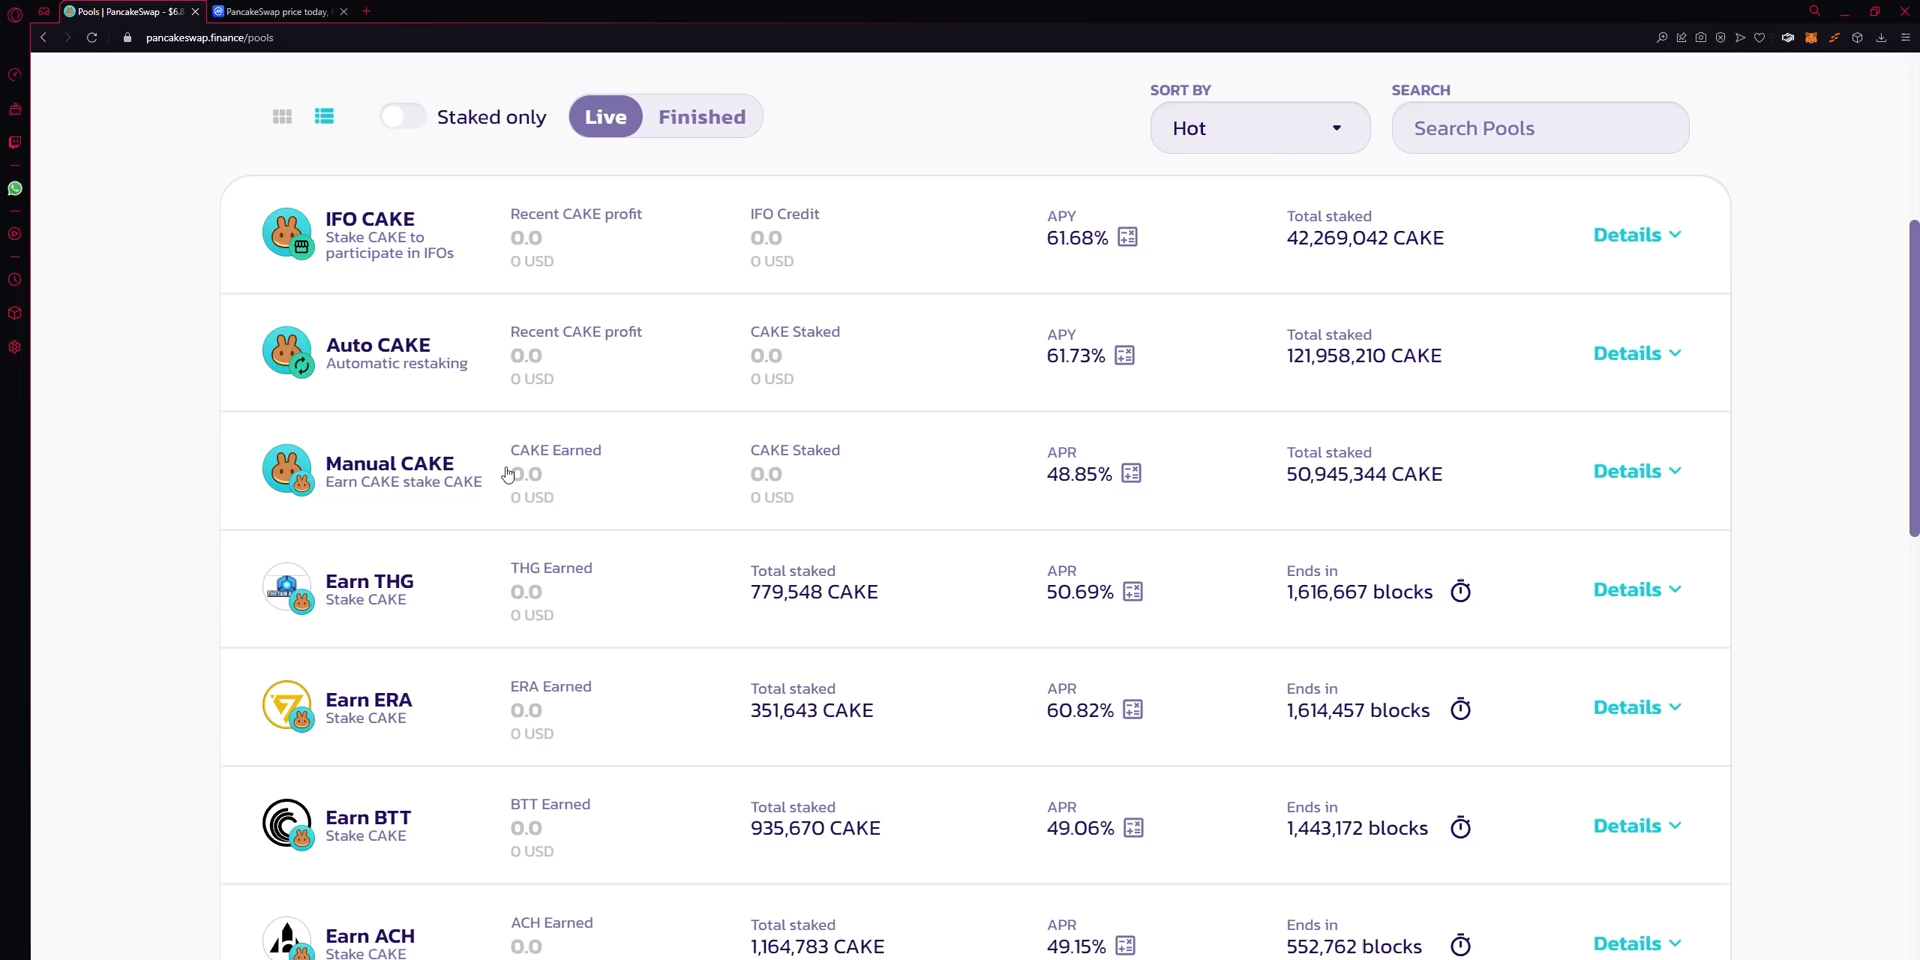 Pools | PancakeSwap - $6.8
PancakeSwap price today,
pancakeswap.finance/pools
Staked only
Live
Finished
SORT BY
Hot
SEARCH
Search Pools
IFO CAKE
Stake CAKE to
participate in IFOs
Recent CAKE profit
0.0
0 USD
IFO Credit
0.0
0 USD
APY
61.68%
Total staked
42,269,042 CAKE
Details
Auto CAKE
Automatic restaking
Recent CAKE profit
0.0
0 USD
CAKE Staked
0.0
0 USD
APY
61.73%
Total staked
121,958,210 CAKE
Details
Manual CAKE
Earn CAKE stake CAKE
CAKE Earned
0.0
0 USD
CAKE Staked
0.0
0 USD
APR
48.85%
Total staked
50,945,344 CAKE
Details
Earn THG
Stake CAKE
THG Earned
0.0
0 USD
Total staked
779,548 CAKE
APR
50.69%
Ends in
1,616,667 blocks
Details
Earn ERA
Stake CAKE
ERA Earned
0.0
0 USD
Total staked
351,643 CAKE
APR
60.82%
Ends in
1,614,457 blocks
Details
Earn BTT
Stake CAKE
BTT Earned
0.0
0 USD
Total staked
935,670 CAKE
APR
49.06%
Ends in
1,443,172 blocks
Details
Earn ACH
Stake CAKE
ACH Earned
0.0
Total staked
1,164,783 CAKE
APR
49.15%
Ends in
552,762 blocks
Details